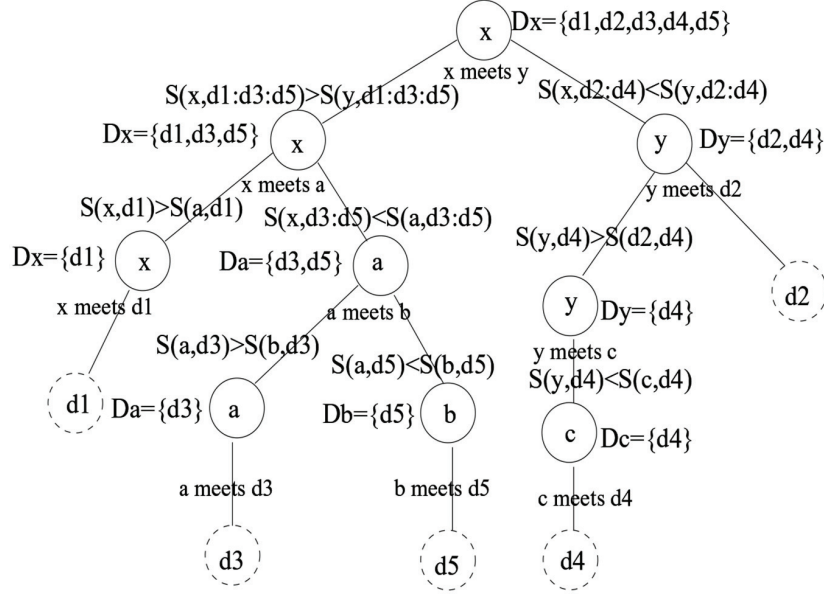 x
Dx={d1,d2,d3,d4,d5}
x meets y
S(x,d1:d3:d5)>S(y,d1:d3:d5)
S(x,d2:d4)<S(y,d2:d4)
Dx={d1,d3,d5}
x
y
Dy={d2,d4}
x meets a
y meets d2
S(x,d1)>S(a,d1)
S(x,d3:d5)<S(a,d3:d5)
S(y,d4)>S(d2,d4)
Dx={d1}
x
Da={d3,d5}
a
d2
x meets d1
a meets b
y
Dy={d4}
S(a,d3)>S(b,d3)
y meets c
S(a,d5)<S(b,d5)
S(y,d4)<S(c,d4)
d1
Da={d3}
a
Db={d5}
b
c
Dc={d4}
a meets d3
b meets d5
c meets d4
d3
d5
d4